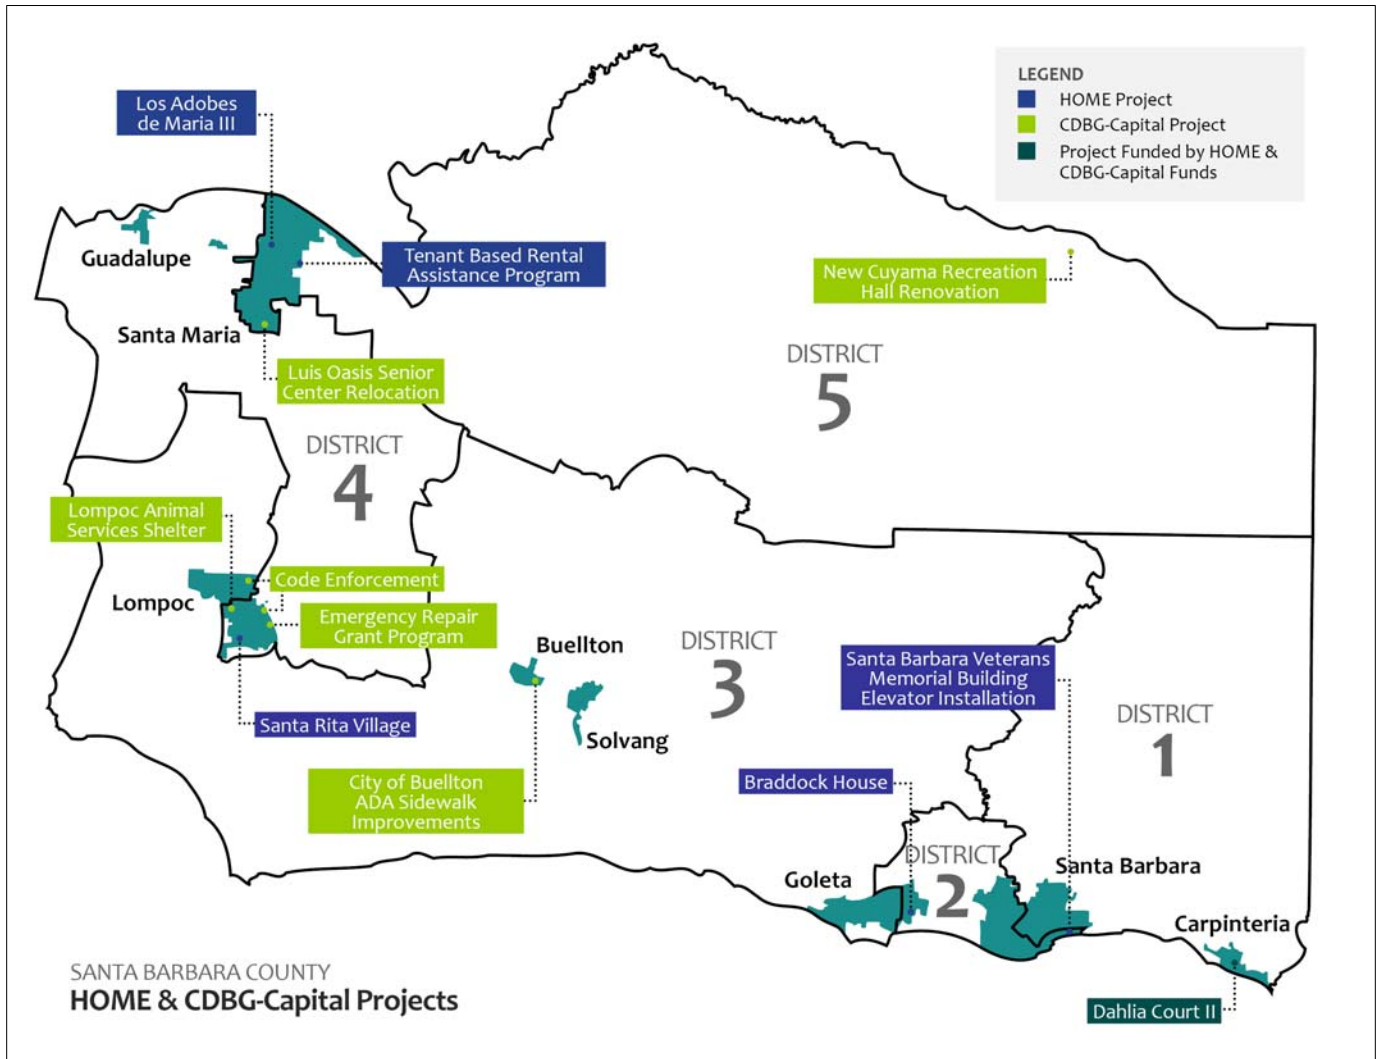 LEGEND
HOME Project
CDBG-Capital Project
Project Funded by HOME &
CDBG-Capital Funds
Los Adobes
de Maria III
Guadalupe
Tenant Based Rental
Assistance Program
New Cuyama Recreation
Hall Renovation
Santa Maria
Luis Oasis Senior
Center Relocation
DISTRICT
5
DISTRICT
4
Lompoc Animal
Services Shelter
Code Enforcement
Lompoc
Emergency Repair
Grant Program
Santa Rita Village
Buellton
Solvang
City of Buellton
ADA Sidewalk
Improvements
DISTRICT
3
Santa Barbara Veterans
Memorial Building
Elevator Installation
DISTRICT
1
Braddock House
DISTRICT
2
Goleta
Santa Barbara
Carpinteria
Dahlia Court II
SANTA BARBARA COUNTY
HOME & CDBG-Capital Projects